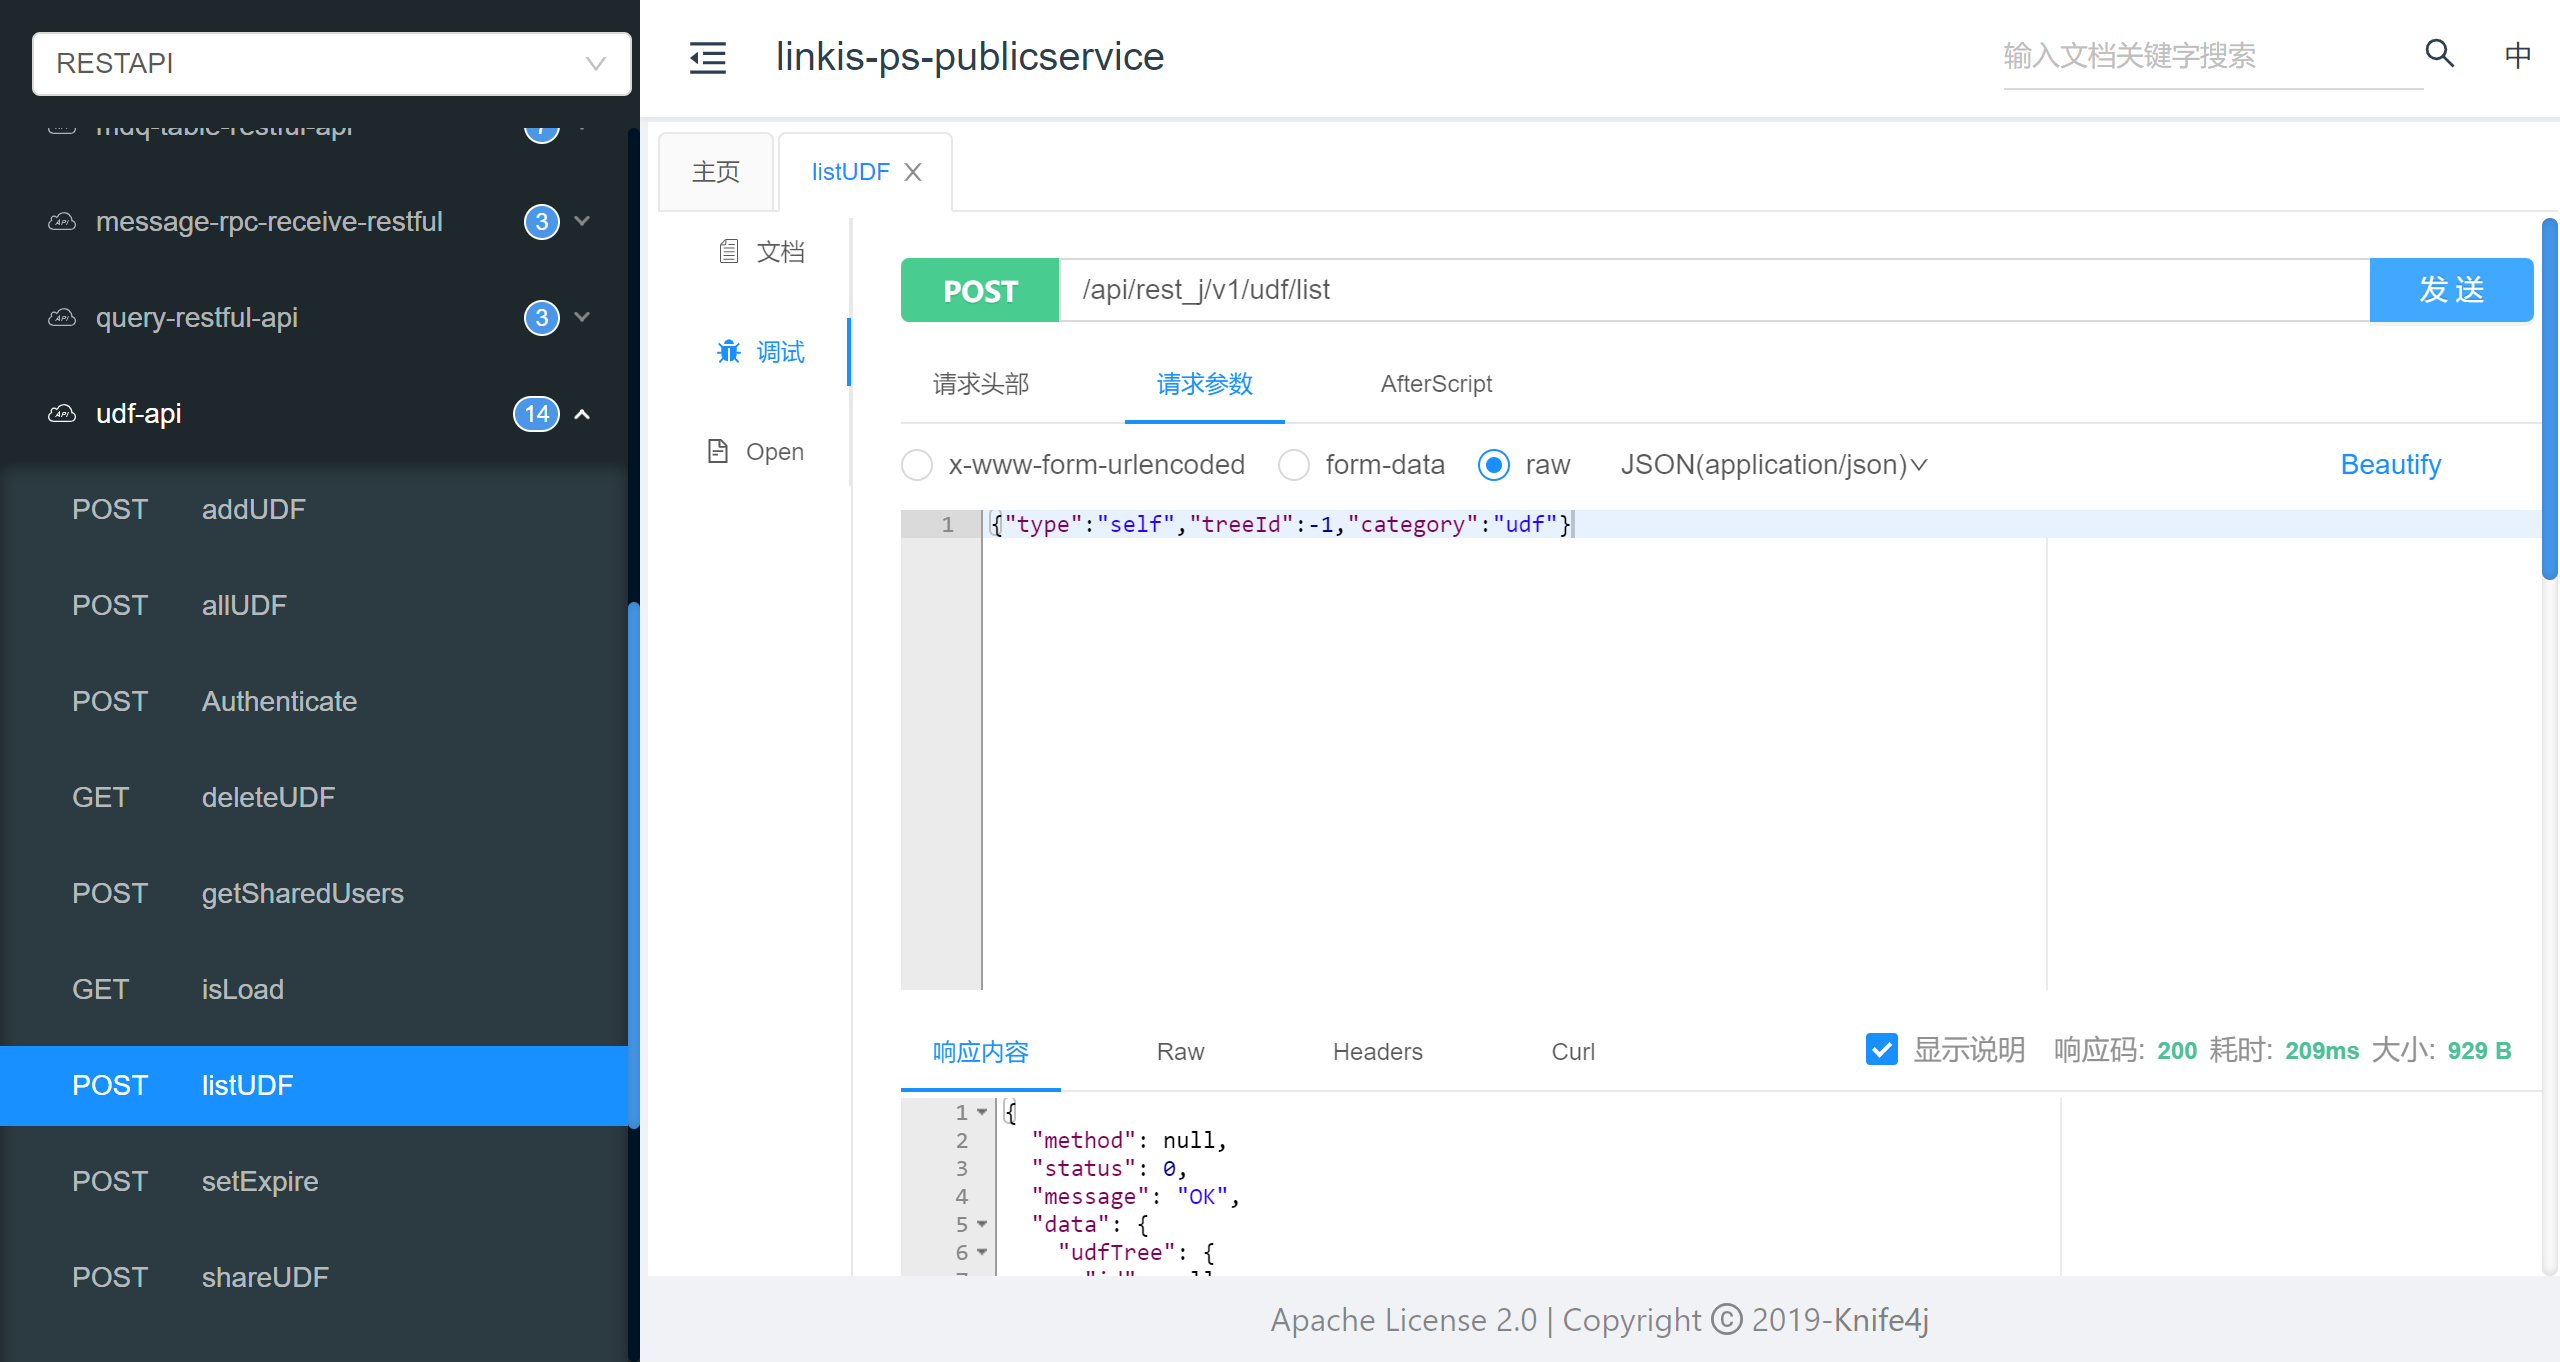 RESTAPI
mdq-table-restful-api 7
message-rpc-receive-restful 3
query-restful-api 3
udf-api 14
POST addUDF
POST allUDF
POST Authenticate
GET deleteUDF
POST getSharedUsers
GET isLoad
POST listUDF
POST setExpire
POST shareUDF
linkis-ps-publicservice
输入文档关键字搜索
中
主页
listUDF
文档
调试
Open
POST /api/rest_j/v1/udf/list 发 送
请求头部 请求参数 AfterScript
x-www-form-urlencoded form-data raw JSON(application/json) Beautify
1 {"type":"self","treeId":-1,"category":"udf"}
响应内容 Raw Headers Curl 显示说明 响应码: 200 耗时: 209ms 大小: 929 B
1 {
2 "method": null,
3 "status": 0,
4 "message": "OK",
5 "data": {
6 "udfTree": {
Apache License 2.0 | Copyright © 2019-Knife4j